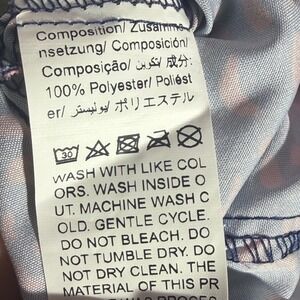 Composition/ Zusamme
nsetzung/ Composición/
Composição/ تكوين/ 成分:
100% Polyester/ Poliést
er/ بوليستر/ ポリエステル
30
WASH WITH LIKE COL
ORS. WASH INSIDE O
UT. MACHINE WASH C
OLD. GENTLE CYCLE.
DO NOT BLEACH. DO
NOT TUMBLE DRY. DO
NOT DRY CLEAN. THE
MATERIAL OF THIS PR